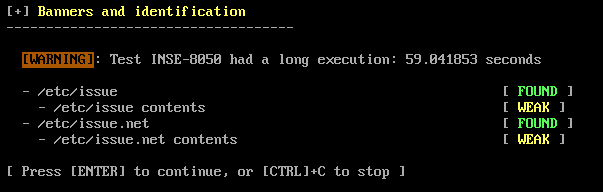 [+] Banners and identification
------------------------------------
[WARNING]: Test INSE-8050 had a long execution: 59.041853 seconds
- /etc/issue [ FOUND ]
- /etc/issue contents [ WEAK ]
- /etc/issue.net [ FOUND ]
- /etc/issue.net contents [ WEAK ]
[ Press [ENTER] to continue, or [CTRL]+C to stop ]